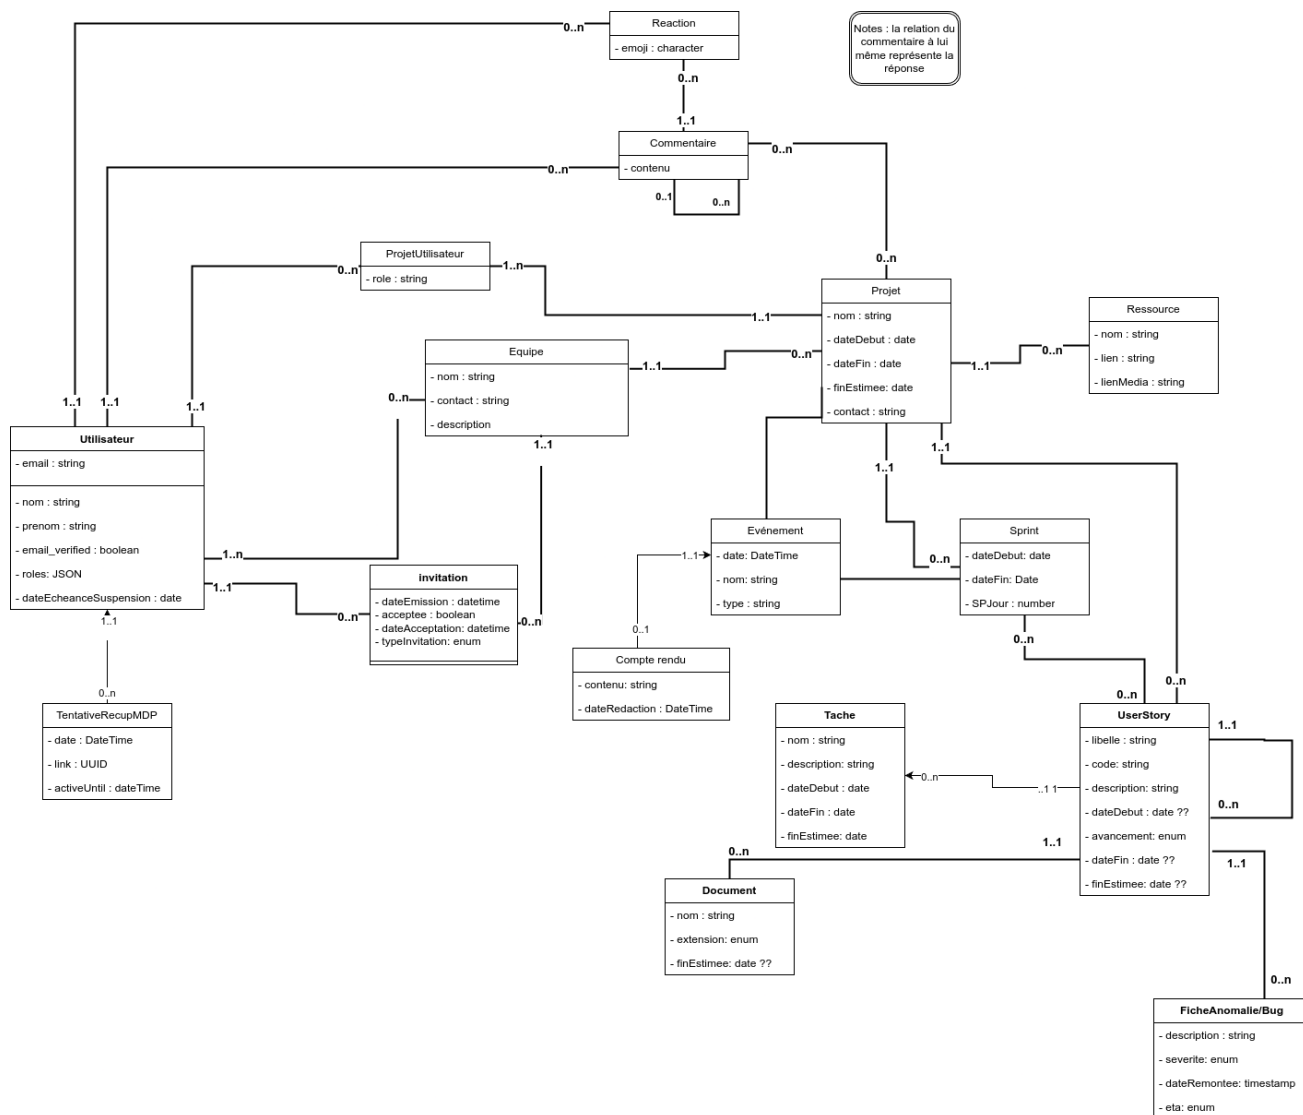 Reaction
- emoji : character
Notes : la relation du
commentaire à lui
même représente la
réponse
0..n
0..n
1..1
Commentaire
- contenu
0..n
0..n
0..1
0..n
ProjetUtilisateur
- role : string
0..n
1..n
0..n
Projet
- nom : string
- dateDebut : date
- dateFin : date
- finEstimee: date
- contact : string
1..1
Ressource
- nom : string
- lien : string
- lienMedia : string
0..n
1..1
Equipe
- nom : string
- contact : string
- description
1..1
0..n
0..n
1..1
1..1
1..1
1..1
Utilisateur
- email : string
- nom : string
- prenom : string
- email_verified : boolean
- roles: JSON
- dateEcheanceSuspension : date
1..n
1..1
1..1
0..n
invitation
- dateEmission : datetime
- acceptee : boolean
- dateAcceptation: datetime
- typeInvitation: enum
0..n
0..n
TentativeRecupMDP
- date : DateTime
- link : UUID
- activeUntil : dateTime
1..1
1..1
Evénement
- date: DateTime
- nom: string
- type : string
1..1
0..1
Compte rendu
- contenu: string
- dateRedaction : DateTime
Sprint
- dateDebut: date
- dateFin: Date
- SPJour : number
0..n
0..n
0..n
0..n
Tache
- nom : string
- description: string
- dateDebut : date
- dateFin : date
- finEstimee: date
0..n
..1 1
UserStory
- libelle : string
- code: string
- description: string
- dateDebut : date ??
- avancement: enum
- dateFin : date ??
- finEstimee: date ??
1..1
0..n
1..1
1..1
0..n
Document
- nom : string
- extension: enum
- finEstimee: date ??
0..n
FicheAnomalie/Bug
- description : string
- severite: enum
- dateRemontee: timestamp
- eta: enum